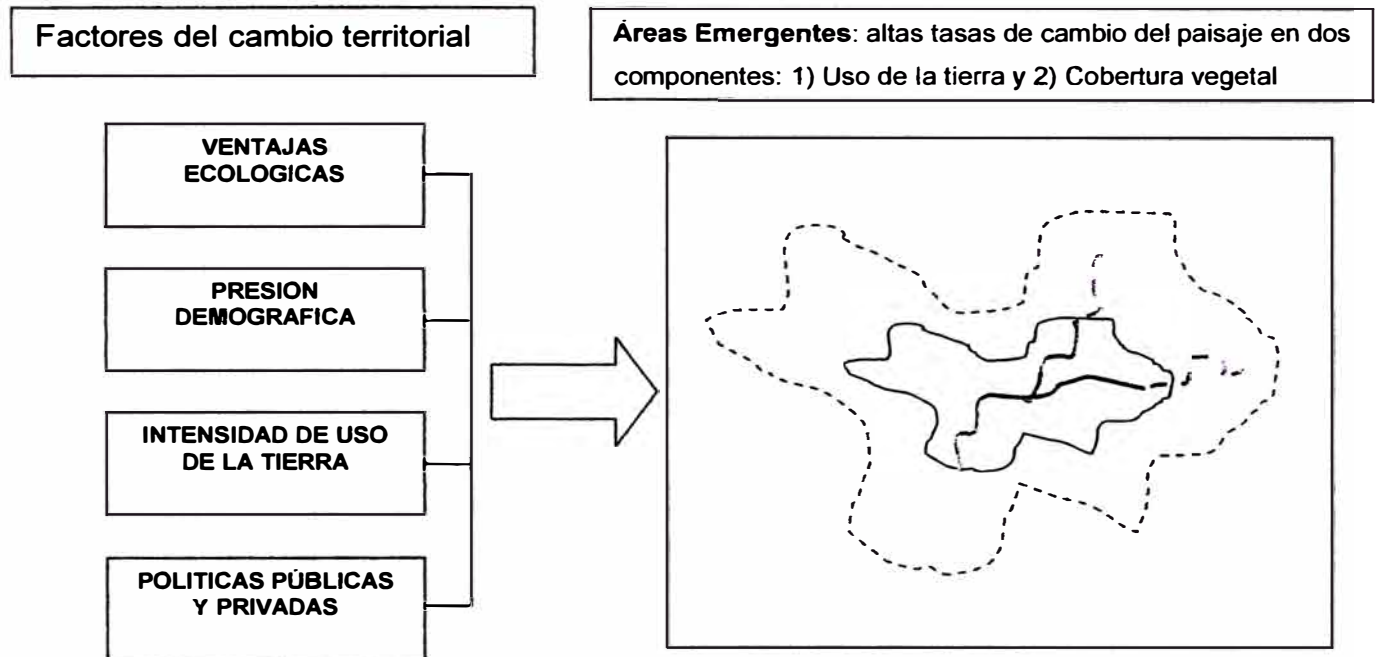 Factores del cambio territorial
Áreas Emergentes: altas tasas de cambio del paisaje en dos
componentes: 1) Uso de la tierra y 2) Cobertura vegetal
VENTAJAS
ECOLOGICAS
PRESION
DEMOGRAFICA
INTENSIDAD DE USO
DE LA TIERRA
POLITICAS PÚBLICAS
Y PRIVADAS